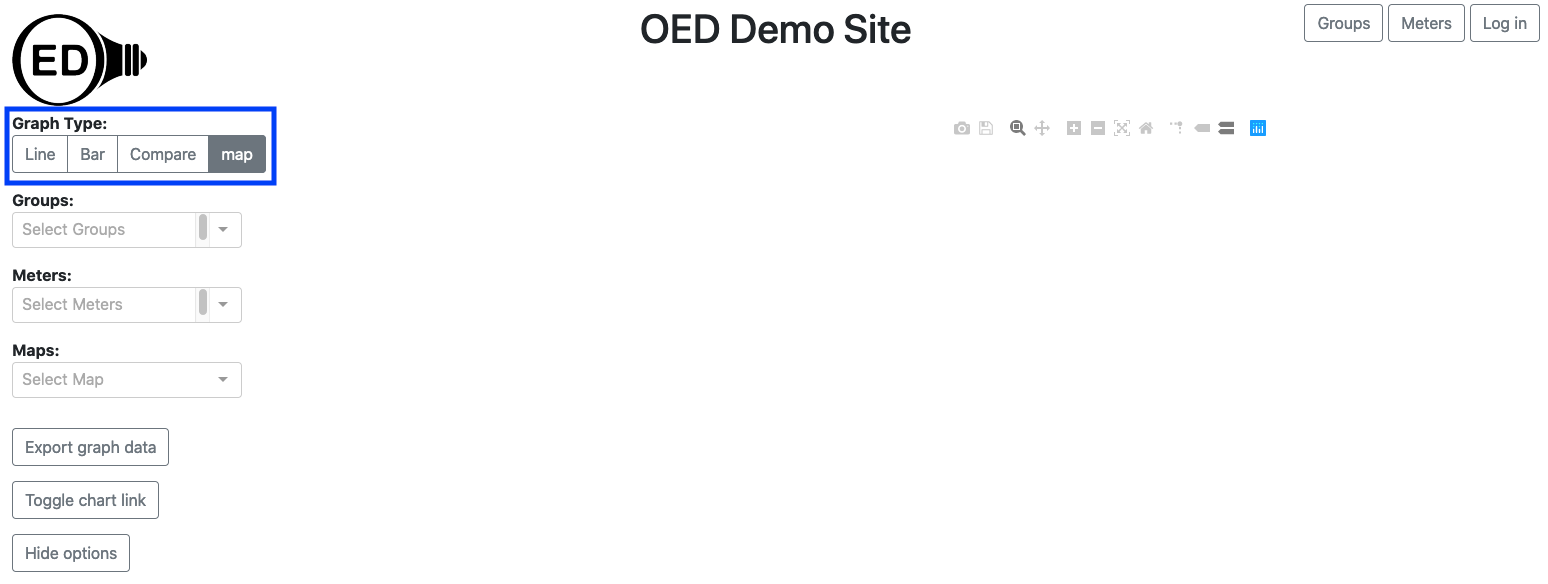 ED
OED Demo Site
Groups Meters Log in
Graph Type:
Line Bar Compare map
Groups:
Select Groups
Meters:
Select Meters
Maps:
Select Map
Export graph data
Toggle chart link
Hide options